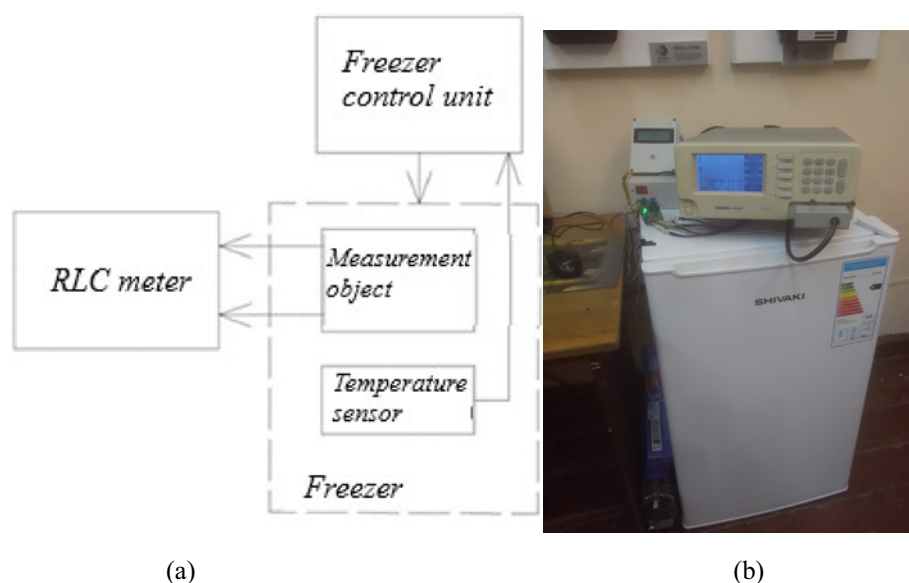 Freezer
control unit
RLC meter
Measurement
object
Temperature
sensor
Freezer
SHIVAKI
(a)
(b)